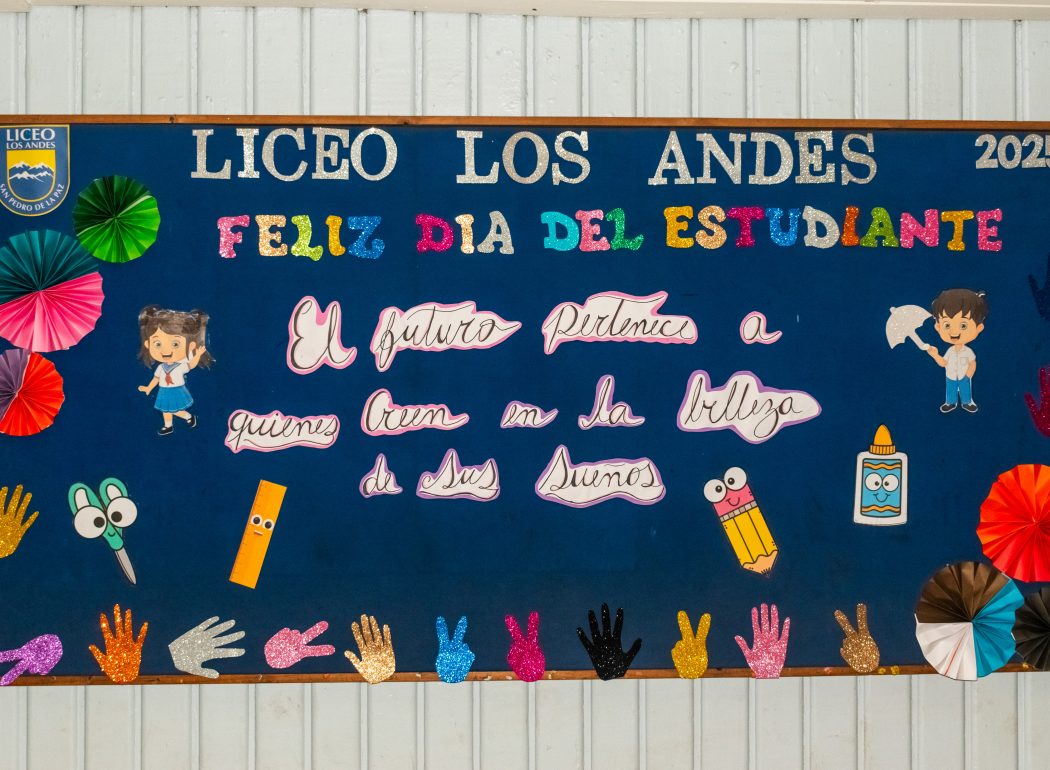 LICEO
LOS ANDES
SAN PEDRO DE LA PAZ
LICEO LOS ANDES 2025
FELIZ DIA DEL ESTUDIANTE
El futuro pertenece a
quienes Creen en la belleza
de sus sueños